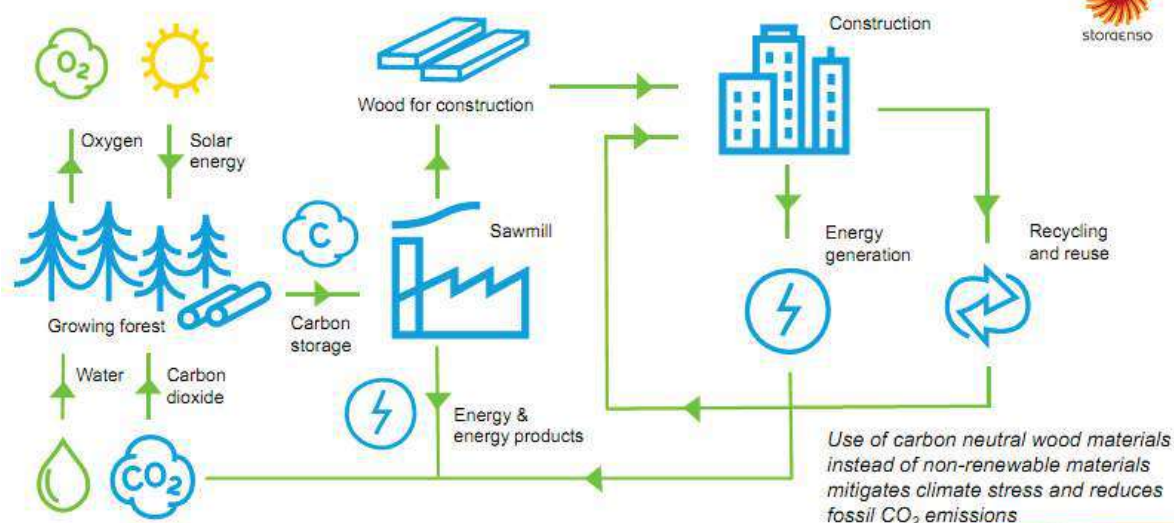 Construction
storaenso
O2
Wood for construction
Oxygen
Solar
energy
C
Sawmill
Energy
generation
Recycling
and reuse
Growing forest
Carbon
storage
Water
Carbon
dioxide
Energy &
energy products
CO2
Use of carbon neutral wood materials
instead of non-renewable materials
mitigates climate stress and reduces
fossil CO2 emissions